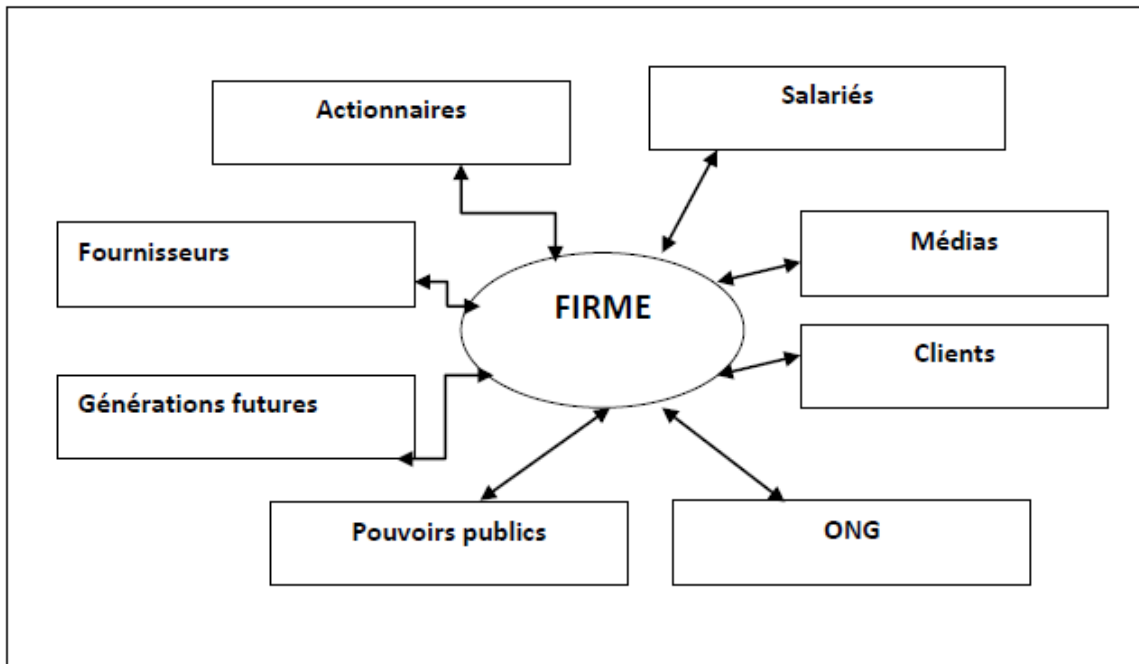 Actionnaires
Salariés
Fournisseurs
Médias
FIRME
Clients
Générations futures
Pouvoirs publics
ONG